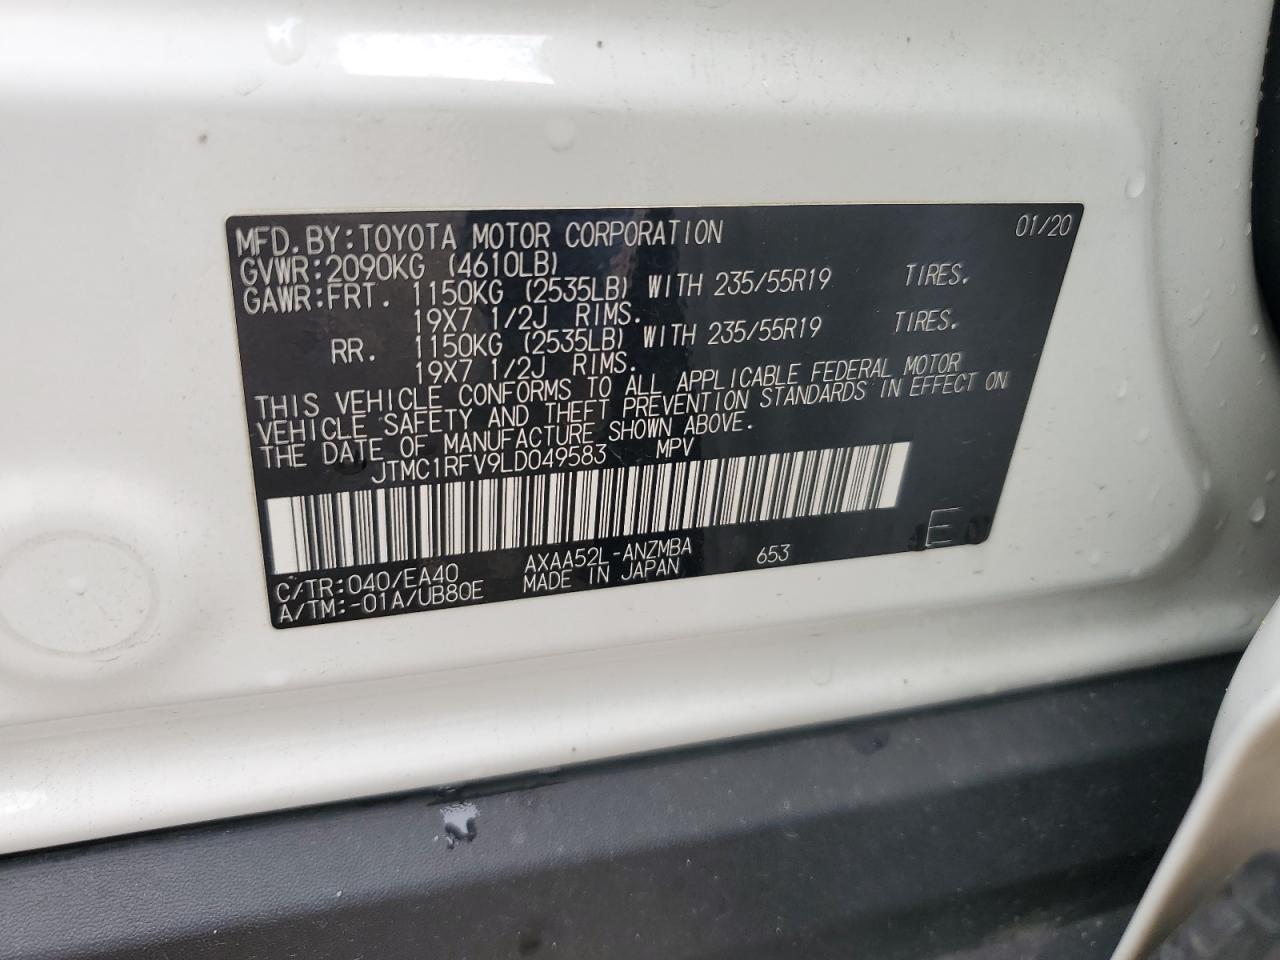 MFD.BY:TOYOTA MOTOR CORPORATION 01/20
GVWR:2090KG (4610LB)
GAWR:FRT. 1150KG (2535LB) WITH 235/55R19 TIRES.
19X7 1/2J RIMS.
RR. 1150KG (2535LB) WITH 235/55R19 TIRES.
19X7 1/2J RIMS.
THIS VEHICLE CONFORMS TO ALL APPLICABLE FEDERAL MOTOR
VEHICLE SAFETY AND THEFT PREVENTION STANDARDS IN EFFECT ON
THE DATE OF MANUFACTURE SHOWN ABOVE.
JTMC1RFV9LD049583 MPV
E
C/TR:040/EA40 AXAA52L-ANZMBA 653
A/TM:-01A/UB80E MADE IN JAPAN